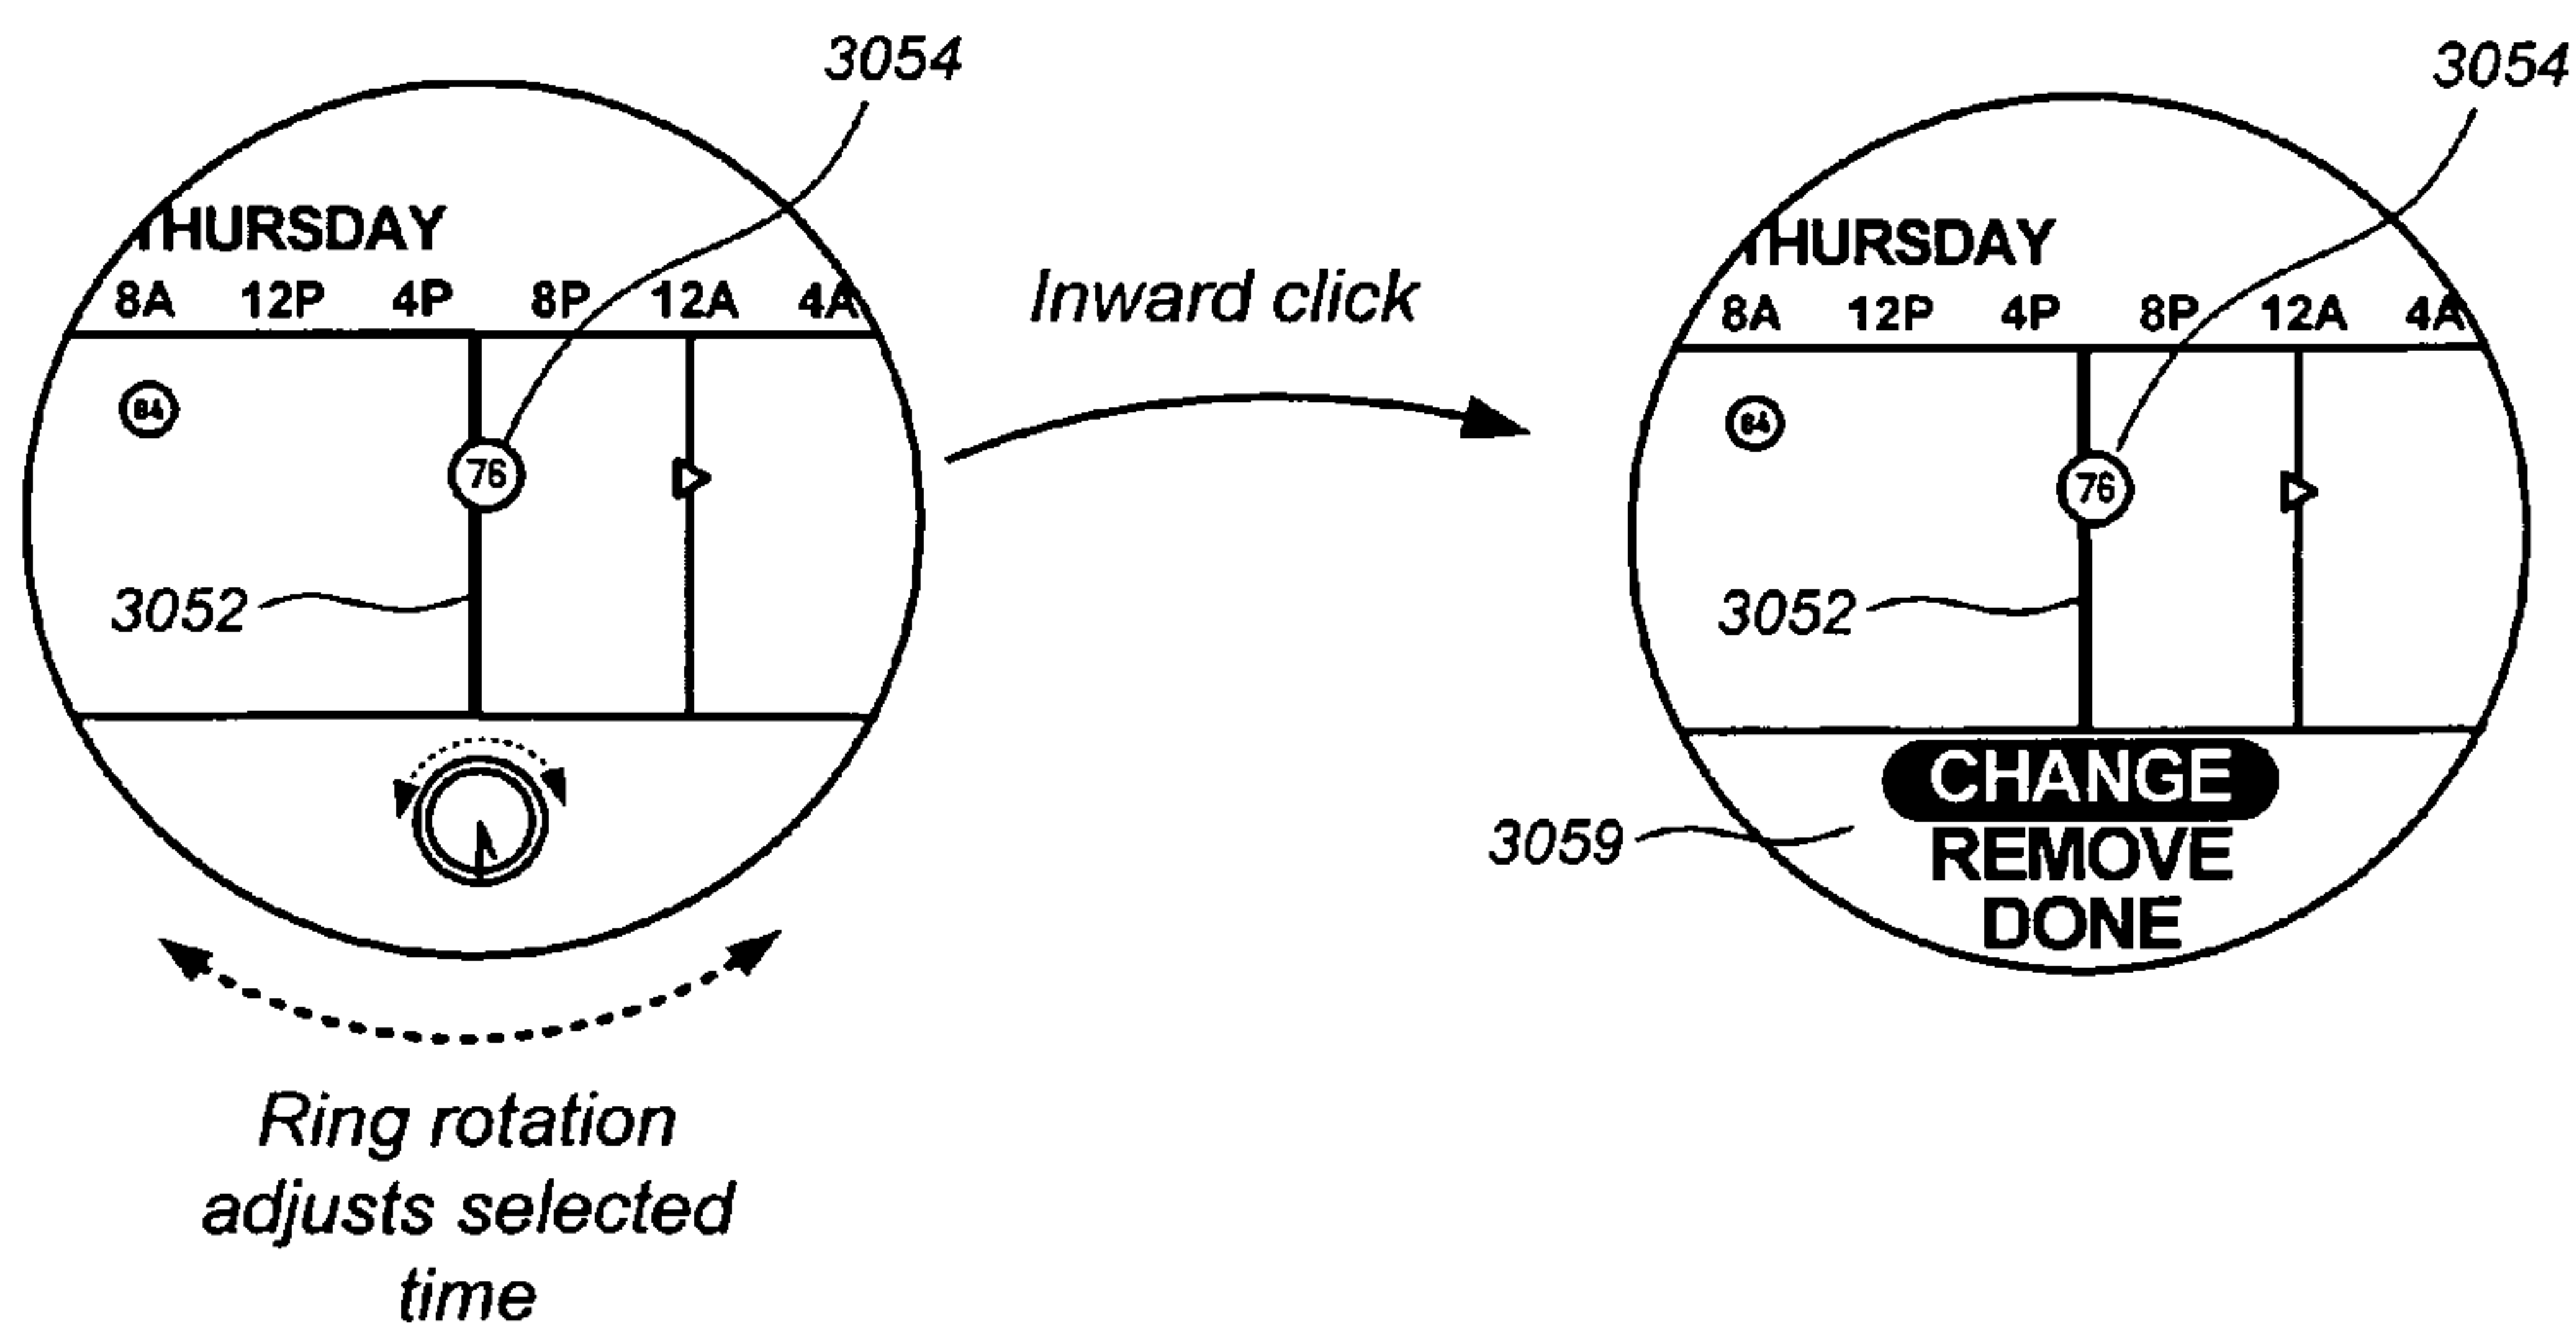 3054
THURSDAY
8A 12P 4P 8P 12A 4A
84
76
3052
Ring rotation
adjusts selected
time
Inward click
3054
THURSDAY
8A 12P 4P 8P 12A 4A
84
76
3052
3059
CHANGE
REMOVE
DONE